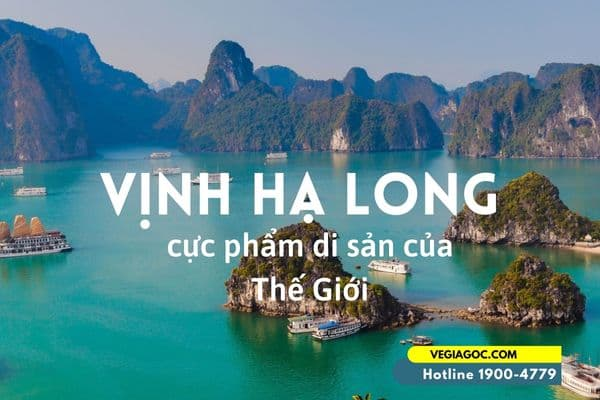 VỊNH HẠ LONG
cực phẩm di sản của
Thế Giới
VEGIAGOC.COM
Hotline 1900-4779